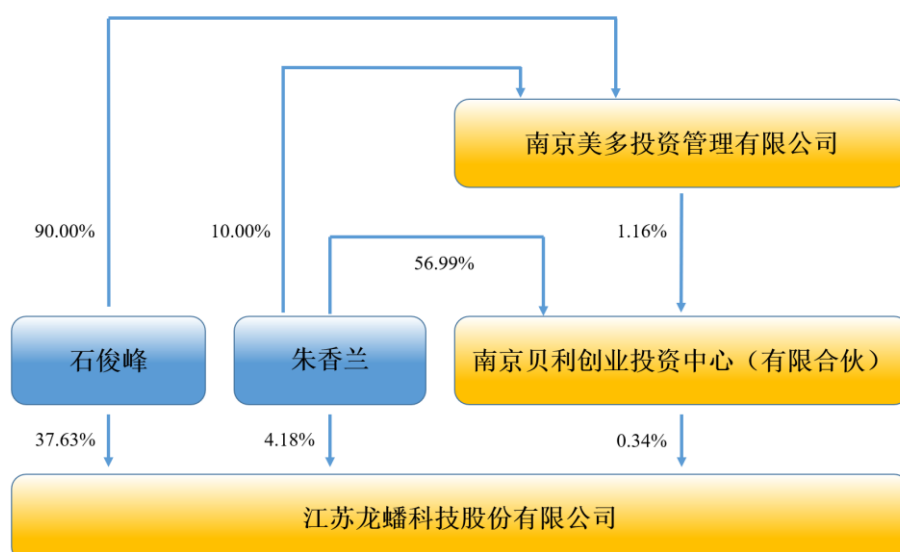 南京美多投资管理有限公司
90.00%
10.00%
1.16%
56.99%
石俊峰
朱香兰
南京贝利创业投资中心（有限合伙）
37.63%
4.18%
0.34%
江苏龙蟠科技股份有限公司